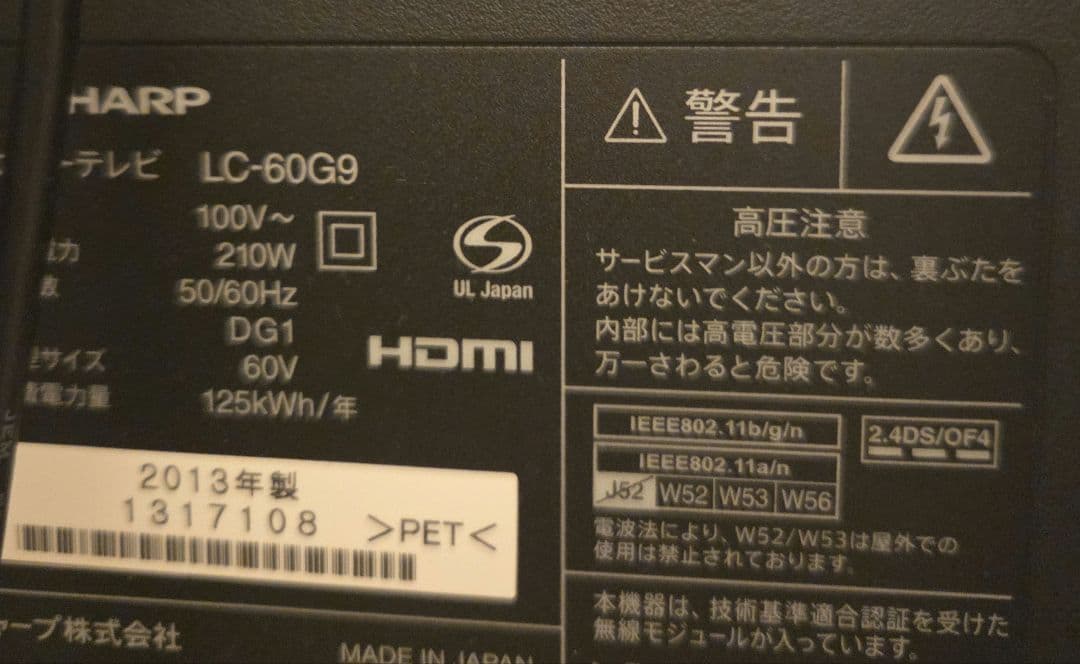 HARP
ーテレビ LC-60G9
100V～
力 210W
数 50/60Hz
DG1
サイズ 60V
電力量 125kWh/年
UL Japan
HDMI
2013年製
1317108
>PET<
ープ株式会社
MADE IN JAPAN
警告
高圧注意
サービスマン以外の方は、裏ぶたを
あけないでください。
内部には高電圧部分が数多くあり、
万一さわると危険です。
IEEE802.11b/g/n
IEEE802.11a/n
J52 W52 W53 W56
2.4DS/OF4
電波法により、W52/W53は屋外での
使用は禁止されております。
本機器は、技術基準適合認証を受けた
無線モジュールが入っています。